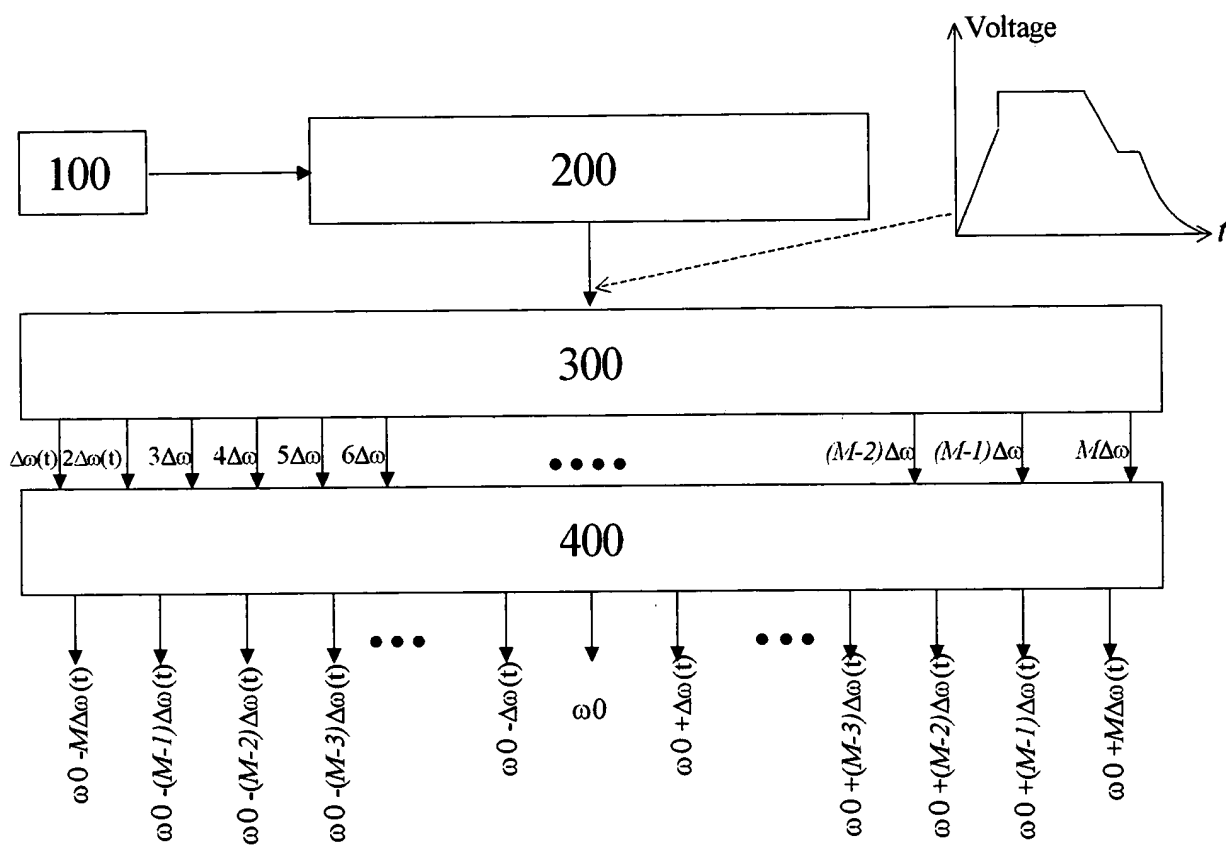 Voltage
100
200
t
300
Δω(t) 2Δω(t) 3Δω 4Δω 5Δω 6Δω (M-2)Δω (M-1)Δω MΔω
400
ω0 -MΔω(t)
ω0 -(M-1)Δω(t)
ω0 -(M-2)Δω(t)
ω0 -(M-3)Δω(t)
ω0 -Δω(t)
ω0
ω0 +Δω(t)
ω0 +(M-3)Δω(t)
ω0 +(M-2)Δω(t)
ω0 +(M-1)Δω(t)
ω0 +MΔω(t)